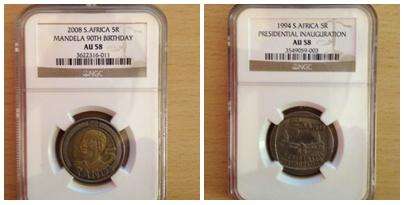 2008 S.AFRICA 5R
MANDELA 90TH BIRTHDAY
AU 58
3622316-011
NGC
1994 S.AFRICA 5R
PRESIDENTIAL INAUGURATION
AU 58
3549059-003
NGC